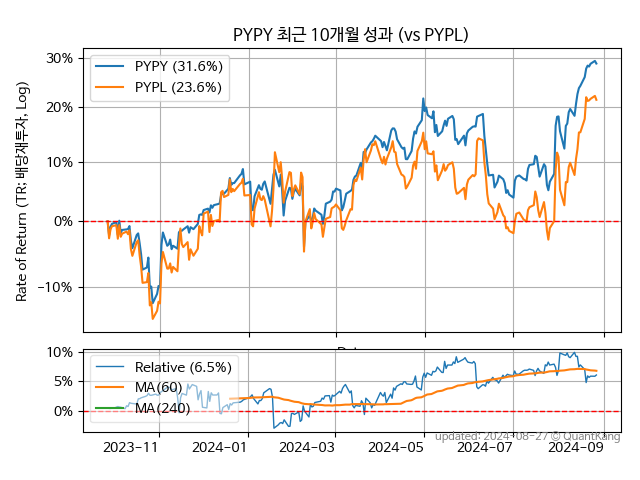 PYPY 최근 10개월 성과 (vs PYPL)
Rate of Return (TR: 배당재투자, Log)
30%
20%
10%
0%
−10%
PYPY (31.6%)
PYPL (23.6%)
10%
5%
0%
Relative (6.5%)
MA(60)
MA(240)
updated: 2024-08-27 © QuantKang
2023−11
2024−01
2024−03
2024−05
2024−07
2024−09